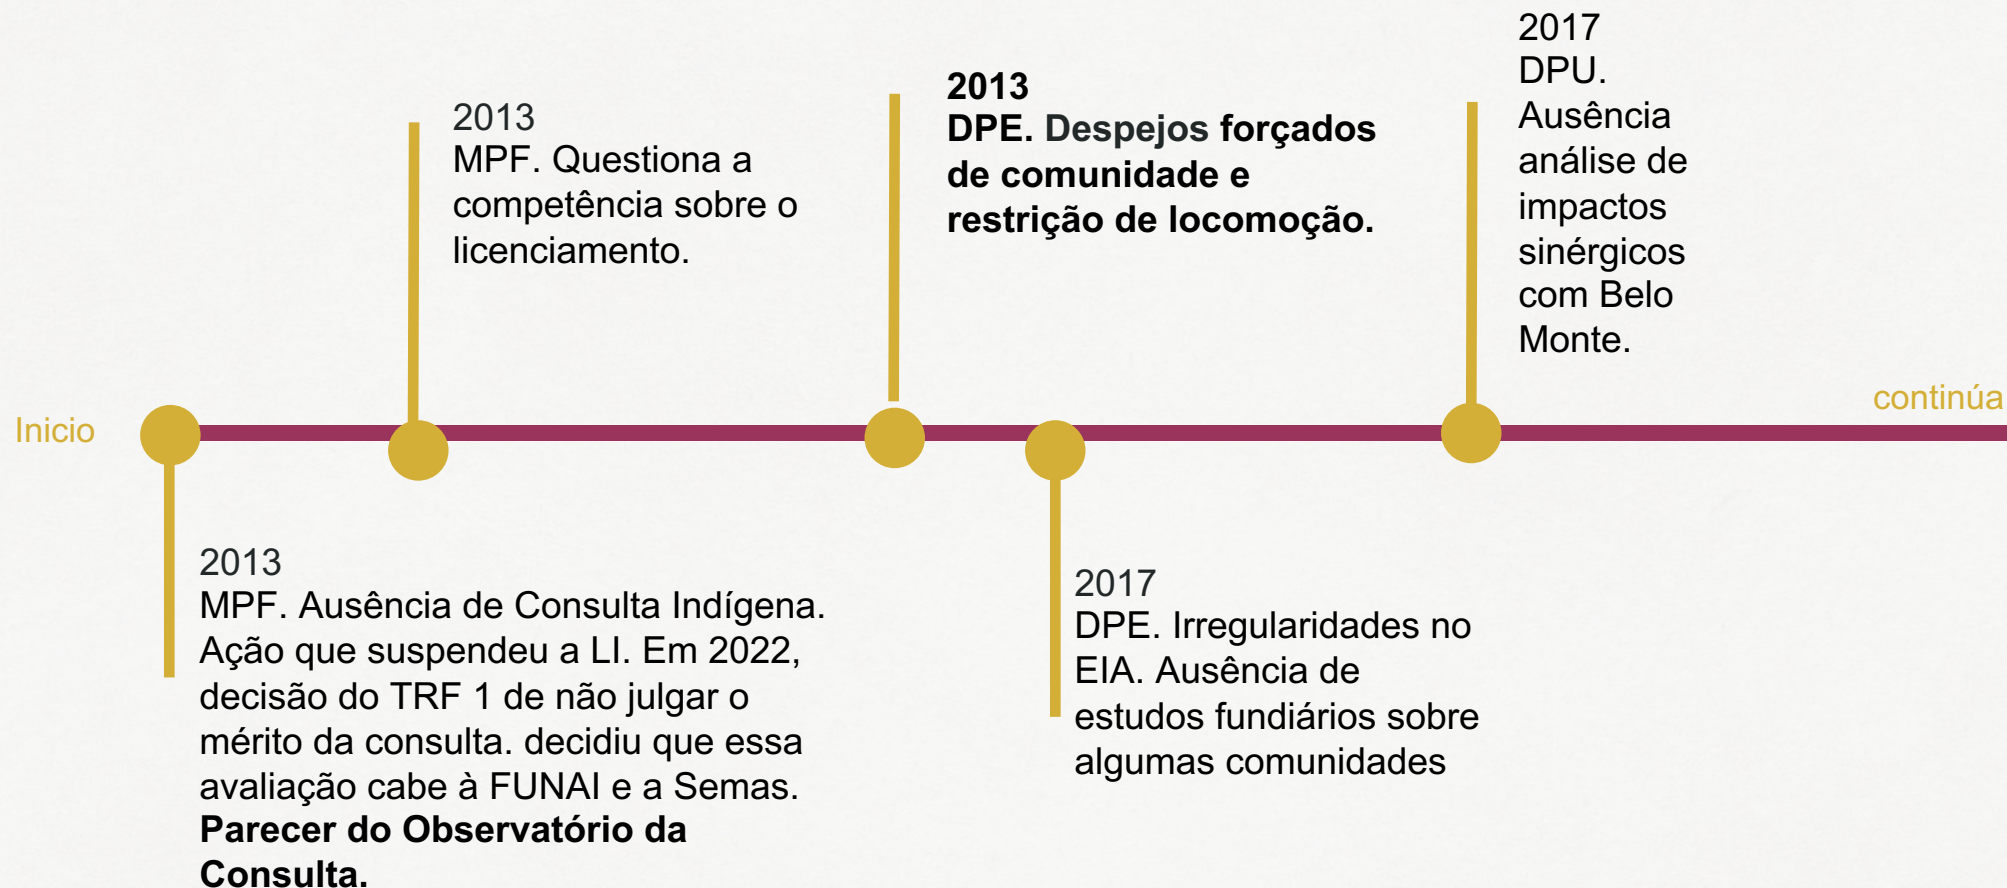 Inicio
2013
MPF. Ausência de Consulta Indígena.
Ação que suspendeu a LI. Em 2022,
decisão do TRF 1 de não julgar o
mérito da consulta. decidiu que essa
avaliação cabe à FUNAI e a Semas.
Parecer do Observatório da
Consulta.
2013
MPF. Questiona a
competência sobre o
licenciamento.
2013
DPE. Despejos forçados
de comunidade e
restrição de locomoção.
2017
DPE. Irregularidades no
EIA. Ausência de
estudos fundiários sobre
algumas comunidades
2017
DPU.
Ausência
análise de
impactos
sinérgicos
com Belo
Monte.
continúa